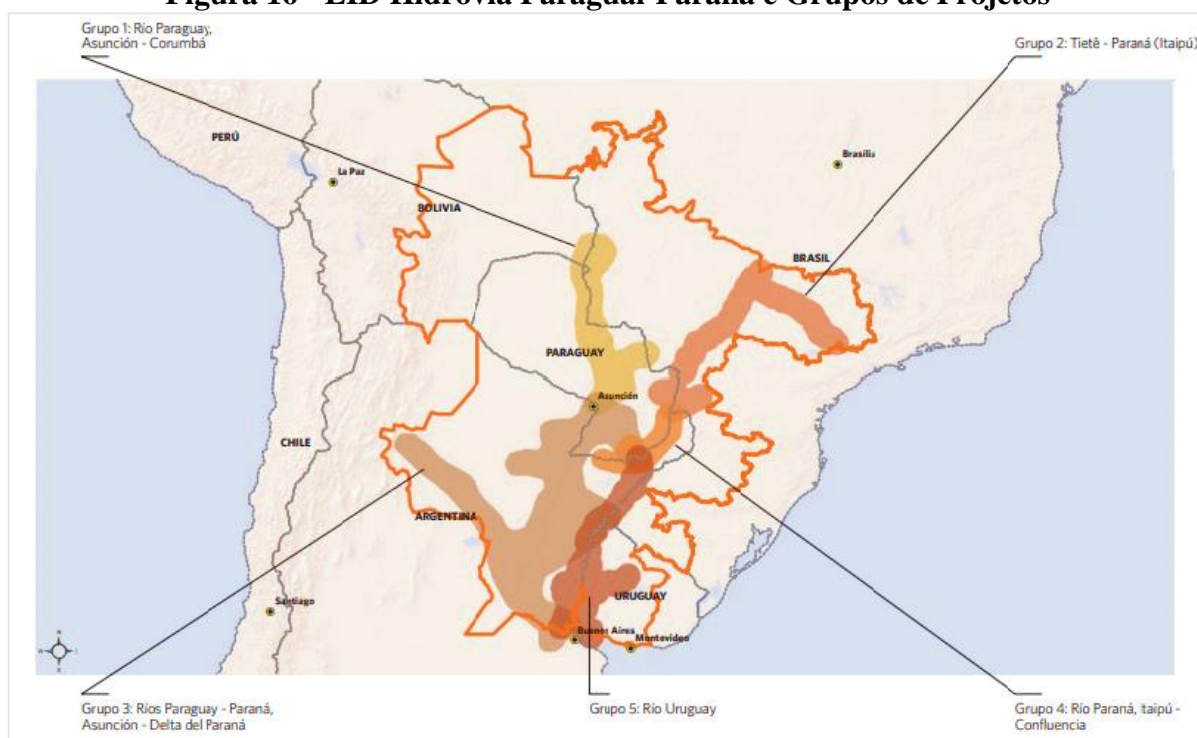 Figura 16 - EID Hidrovia Paraguai-Paraná e Grupos de Projetos
Grupo 1: Río Paraguay,
Asunción - Corumbá
Grupo 2: Tietê - Paraná (Itaipú)
PERÚ
La Paz
Brasilia
BOLIVIA
BRASIL
PARAGUAY
Asunción
CHILE
ARGENTINA
Santiago
URUGUAY
Buenos Aires
Montevideo
Grupo 3: Ríos Paraguay - Paraná,
Asunción - Delta del Paraná
Grupo 5: Río Uruguay
Grupo 4: Río Paraná, Itaipú -
Confluencia